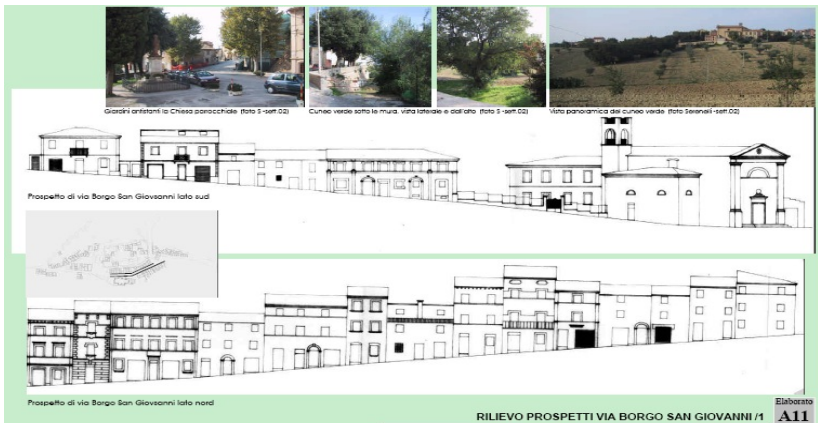 Giardini antistanti la Chiesa parrocchiale (foto S -sett.02)
Cuneo verde sotto le mura, vista laterale e dall'alto (foto S -sett.02)
Vista panoramica del cuneo verde (foto Serenelli -sett.02)
Prospetto di via Borgo San Giovsanni lato sud
Prospetto di via Borgo San Giovsanni lato nord
RILIEVO PROSPETTI VIA BORGO SAN GIOVANNI /1
Elaborato
A11